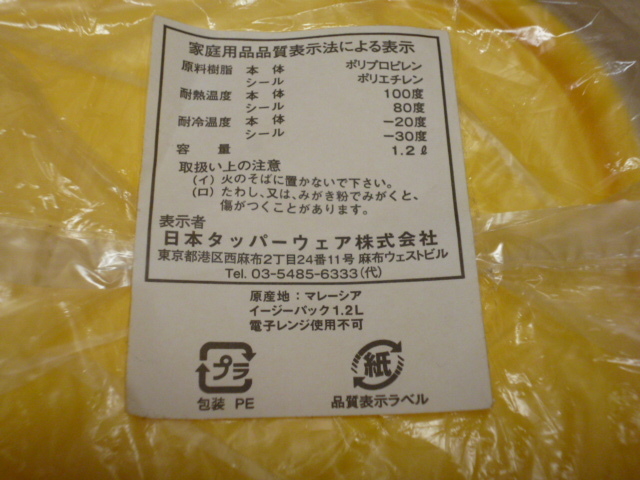 家庭用品品質表示法による表示
原料樹脂 本体 ポリプロピレン
シール ポリエチレン
耐熱温度 本体 100度
シール 80度
耐冷温度 本体 -20度
シール -30度
容量 1.2ℓ
取扱い上の注意
(イ)火のそばに置かないで下さい。
(ロ)たわし、又は、みがき粉でみがくと、
傷がつくことがあります。
表示者
日本タッパーウェア株式会社
東京都港区西麻布2丁目24番11号 麻布ウェストビル
Tel. 03-5485-6333(代)
原産地:マレーシア
イージーパック1.2L
電子レンジ使用不可
プラ 紙
包装 PE 品質表示ラベル